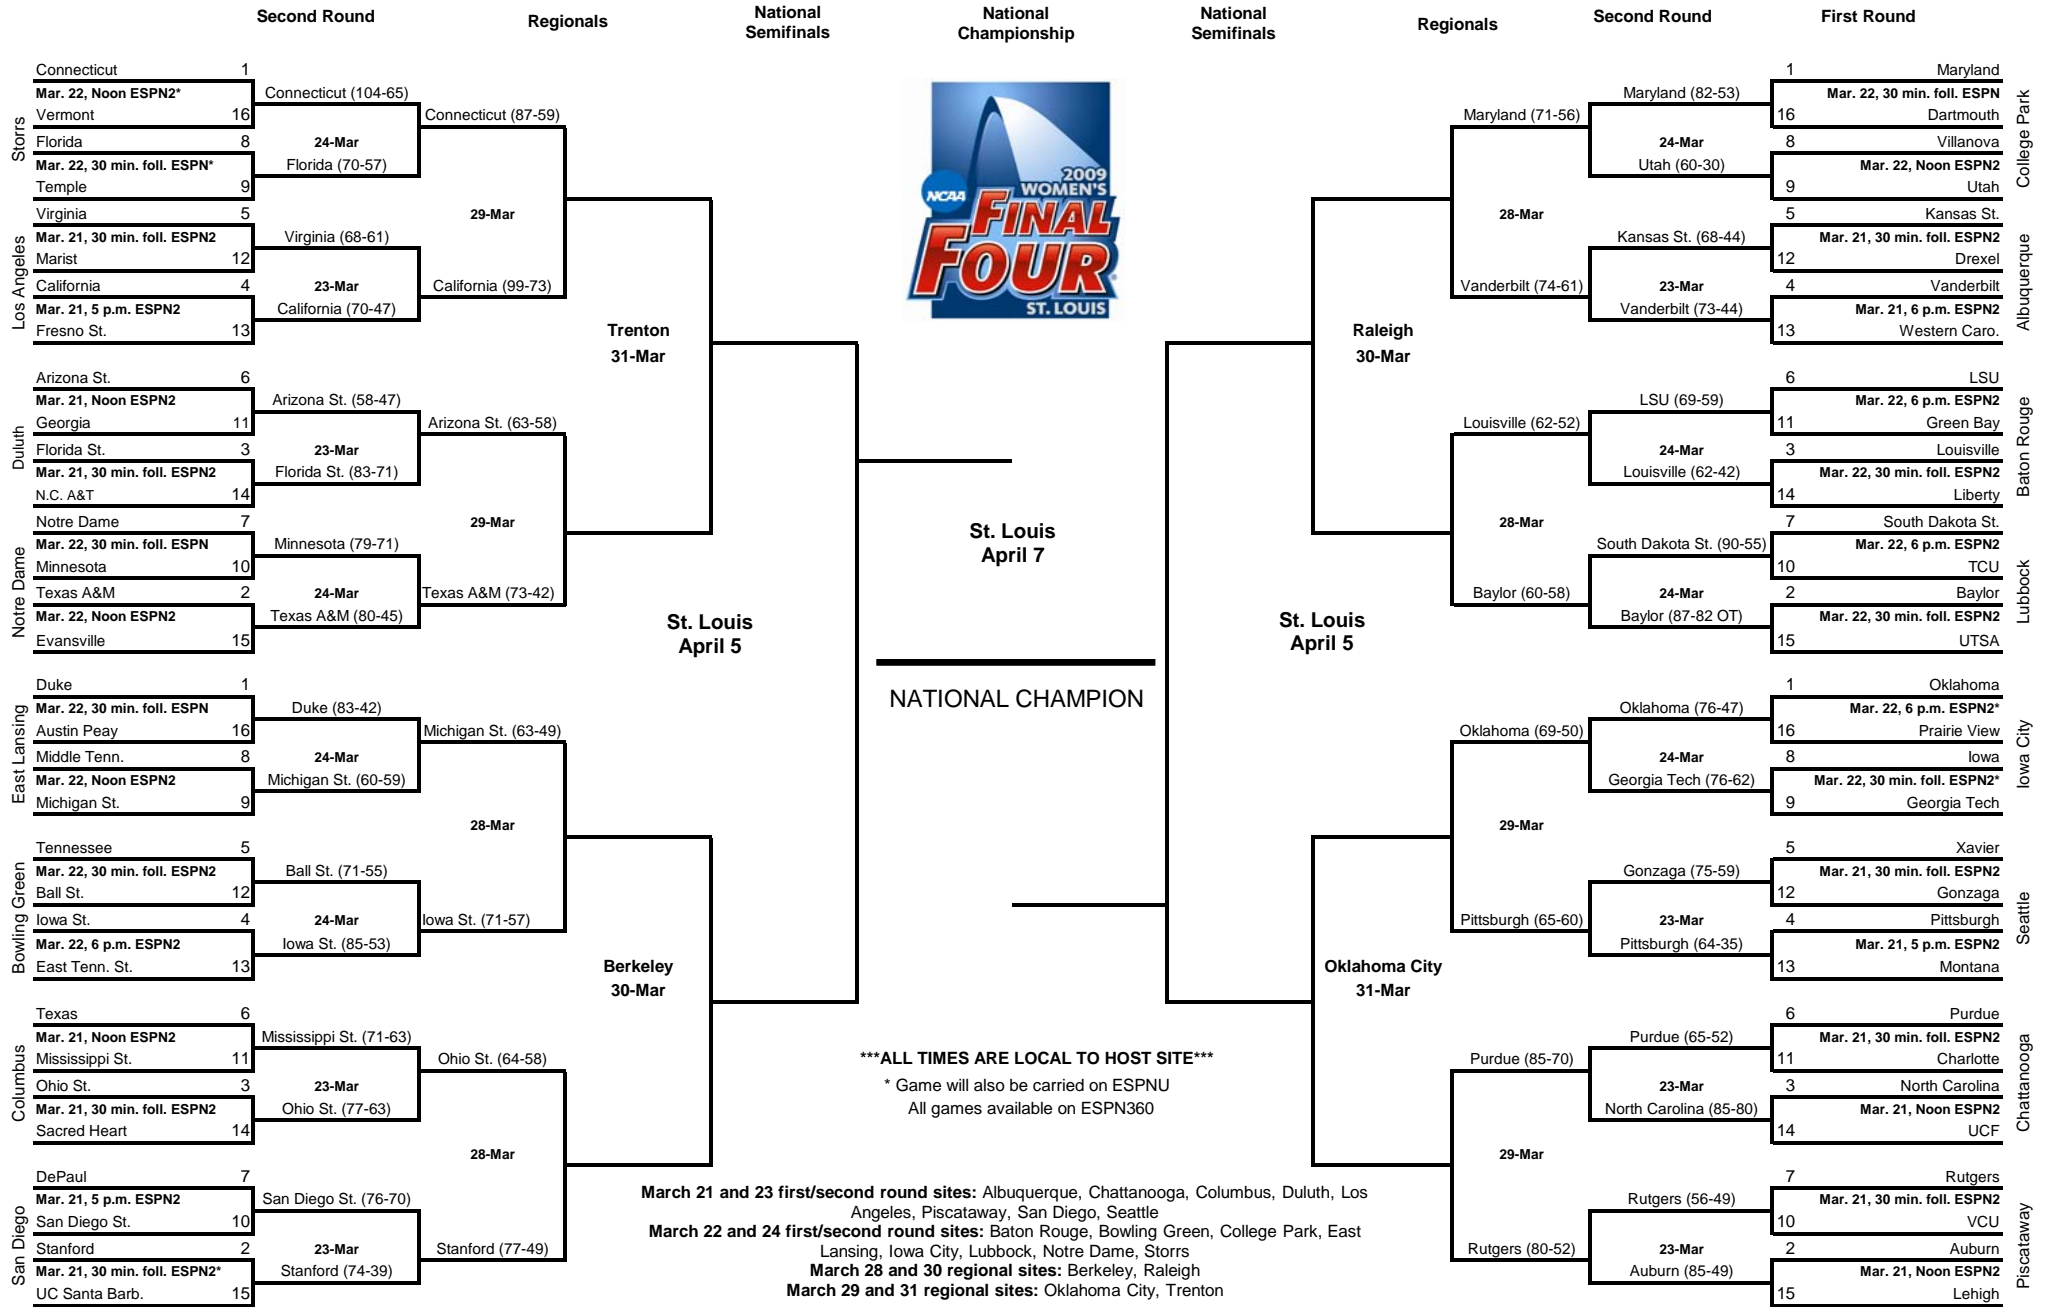 Second Round
Regionals
National
Semifinals
National
Championship
National
Semifinals
Regionals
Second Round
First Round
Storrs
Connecticut 1
Mar. 22, Noon ESPN2*
Vermont 16
Florida 8
Mar. 22, 30 min. foll. ESPN*
Temple 9
Los Angeles
Virginia 5
Mar. 21, 30 min. foll. ESPN2
Marist 12
California 4
Mar. 21, 5 p.m. ESPN2
Fresno St. 13
Duluth
Arizona St. 6
Mar. 21, Noon ESPN2
Georgia 11
Florida St. 3
Mar. 21, 30 min. foll. ESPN2
N.C. A&T 14
Notre Dame
Notre Dame 7
Mar. 22, 30 min. foll. ESPN
Minnesota 10
Texas A&M 2
Mar. 22, Noon ESPN2
Evansville 15
East Lansing
Duke 1
Mar. 22, 30 min. foll. ESPN
Austin Peay 16
Middle Tenn. 8
Mar. 22, Noon ESPN2
Michigan St. 9
Bowling Green
Tennessee 5
Mar. 22, 30 min. foll. ESPN2
Ball St. 12
Iowa St. 4
Mar. 22, 6 p.m. ESPN2
East Tenn. St. 13
Columbus
Texas 6
Mar. 21, Noon ESPN2
Mississippi St. 11
Ohio St. 3
Mar. 21, 30 min. foll. ESPN2
Sacred Heart 14
San Diego
DePaul 7
Mar. 21, 5 p.m. ESPN2
San Diego St. 10
Stanford 2
Mar. 21, 30 min. foll. ESPN2*
UC Santa Barb. 15
Connecticut (104-65)
24-Mar
Florida (70-57)
Virginia (68-61)
23-Mar
California (70-47)
Arizona St. (58-47)
23-Mar
Florida St. (83-71)
Minnesota (79-71)
24-Mar
Texas A&M (80-45)
Duke (83-42)
24-Mar
Michigan St. (60-59)
Ball St. (71-55)
24-Mar
Iowa St. (85-53)
Mississippi St. (71-63)
23-Mar
Ohio St. (77-63)
San Diego St. (76-70)
23-Mar
Stanford (74-39)
Connecticut (87-59)
29-Mar
California (99-73)
Arizona St. (63-58)
29-Mar
Texas A&M (73-42)
Michigan St. (63-49)
28-Mar
Iowa St. (71-57)
Ohio St. (64-58)
28-Mar
Stanford (77-49)
Trenton
31-Mar
Berkeley
30-Mar
St. Louis
April 5
2009
WOMEN'S
NCAA
FINAL
FOUR
ST. LOUIS
St. Louis
April 7
NATIONAL CHAMPION
***ALL TIMES ARE LOCAL TO HOST SITE***
* Game will also be carried on ESPNU
All games available on ESPN360
March 21 and 23 first/second round sites: Albuquerque, Chattanooga, Columbus, Duluth, Los
Angeles, Piscataway, San Diego, Seattle
March 22 and 24 first/second round sites: Baton Rouge, Bowling Green, College Park, East
Lansing, Iowa City, Lubbock, Notre Dame, Storrs
March 28 and 30 regional sites: Berkeley, Raleigh
March 29 and 31 regional sites: Oklahoma City, Trenton
St. Louis
April 5
Raleigh
30-Mar
Oklahoma City
31-Mar
Maryland (71-56)
28-Mar
Vanderbilt (74-61)
Louisville (62-52)
28-Mar
Baylor (60-58)
Oklahoma (69-50)
29-Mar
Pittsburgh (65-60)
Purdue (85-70)
29-Mar
Rutgers (80-52)
Maryland (82-53)
24-Mar
Utah (60-30)
Kansas St. (68-44)
23-Mar
Vanderbilt (73-44)
LSU (69-59)
24-Mar
Louisville (62-42)
South Dakota St. (90-55)
24-Mar
Baylor (87-82 OT)
Oklahoma (76-47)
24-Mar
Georgia Tech (76-62)
Gonzaga (75-59)
23-Mar
Pittsburgh (64-35)
Purdue (65-52)
23-Mar
North Carolina (85-80)
Rutgers (56-49)
23-Mar
Auburn (85-49)
1 Maryland
Mar. 22, 30 min. foll. ESPN
16 Dartmouth
8 Villanova
Mar. 22, Noon ESPN2
9 Utah
College Park
5 Kansas St.
Mar. 21, 30 min. foll. ESPN2
12 Drexel
4 Vanderbilt
Mar. 21, 6 p.m. ESPN2
13 Western Caro.
Albuquerque
6 LSU
Mar. 22, 6 p.m. ESPN2
11 Green Bay
3 Louisville
Mar. 22, 30 min. foll. ESPN2
14 Liberty
Baton Rouge
7 South Dakota St.
Mar. 22, 6 p.m. ESPN2
10 TCU
2 Baylor
Mar. 22, 30 min. foll. ESPN2
15 UTSA
Lubbock
1 Oklahoma
Mar. 22, 6 p.m. ESPN2*
16 Prairie View
8 Iowa
Mar. 22, 30 min. foll. ESPN2*
9 Georgia Tech
Iowa City
5 Xavier
Mar. 21, 30 min. foll. ESPN2
12 Gonzaga
4 Pittsburgh
Mar. 21, 5 p.m. ESPN2
13 Montana
Seattle
6 Purdue
Mar. 21, 30 min. foll. ESPN2
11 Charlotte
3 North Carolina
Mar. 21, Noon ESPN2
14 UCF
Chattanooga
7 Rutgers
Mar. 21, 30 min. foll. ESPN2
10 VCU
2 Auburn
Mar. 21, Noon ESPN2
15 Lehigh
Piscataway